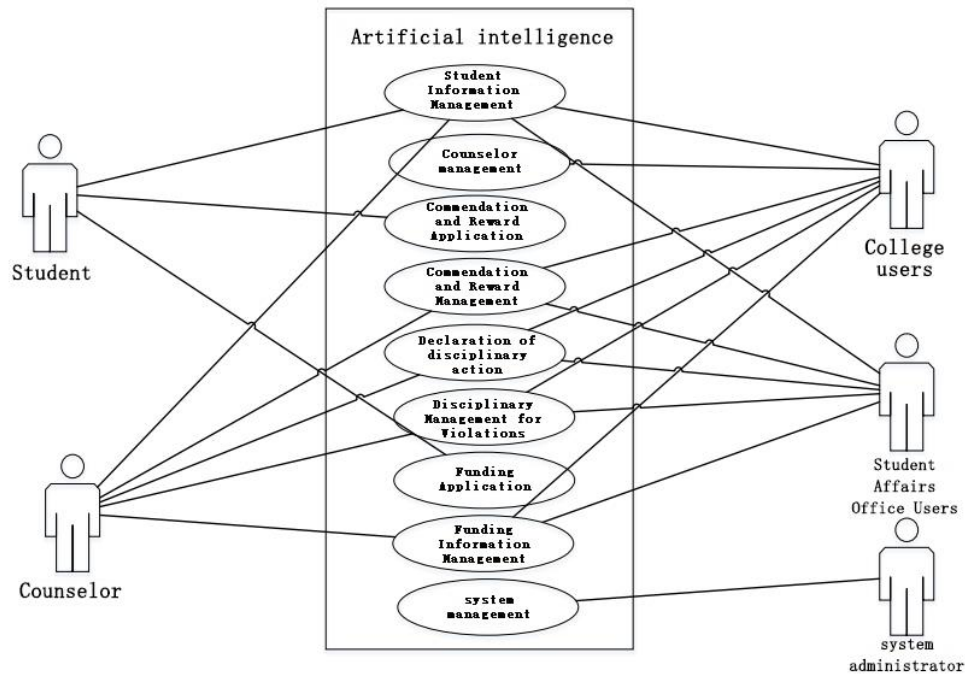 Artificial intelligence
Student
Information
Management
Counselor
management
Commendation
and Reward
Application
Commendation
and Reward
Management
Declaration of
disciplinary
action
Disciplinary
Management for
Violations
Funding
Application
Funding
Information
Management
system
management
Student
Counselor
College
users
Student
Affairs
Office Users
system
administrator